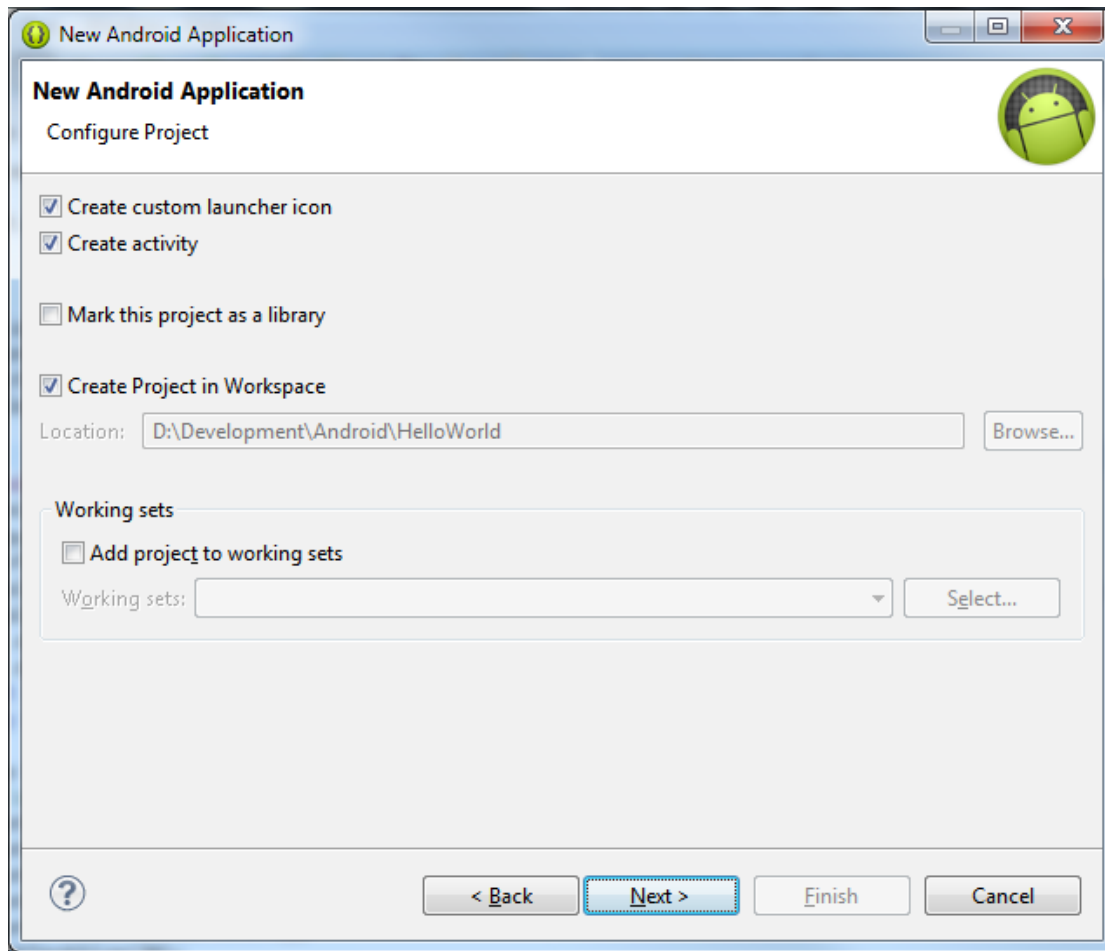 New Android Application
New Android Application
Configure Project
Create custom launcher icon
Create activity
Mark this project as a library
Create Project in Workspace
Location: D:\Development\Android\HelloWorld Browse...
Working sets
Add project to working sets
Working sets: Select...
? < Back Next > Finish Cancel